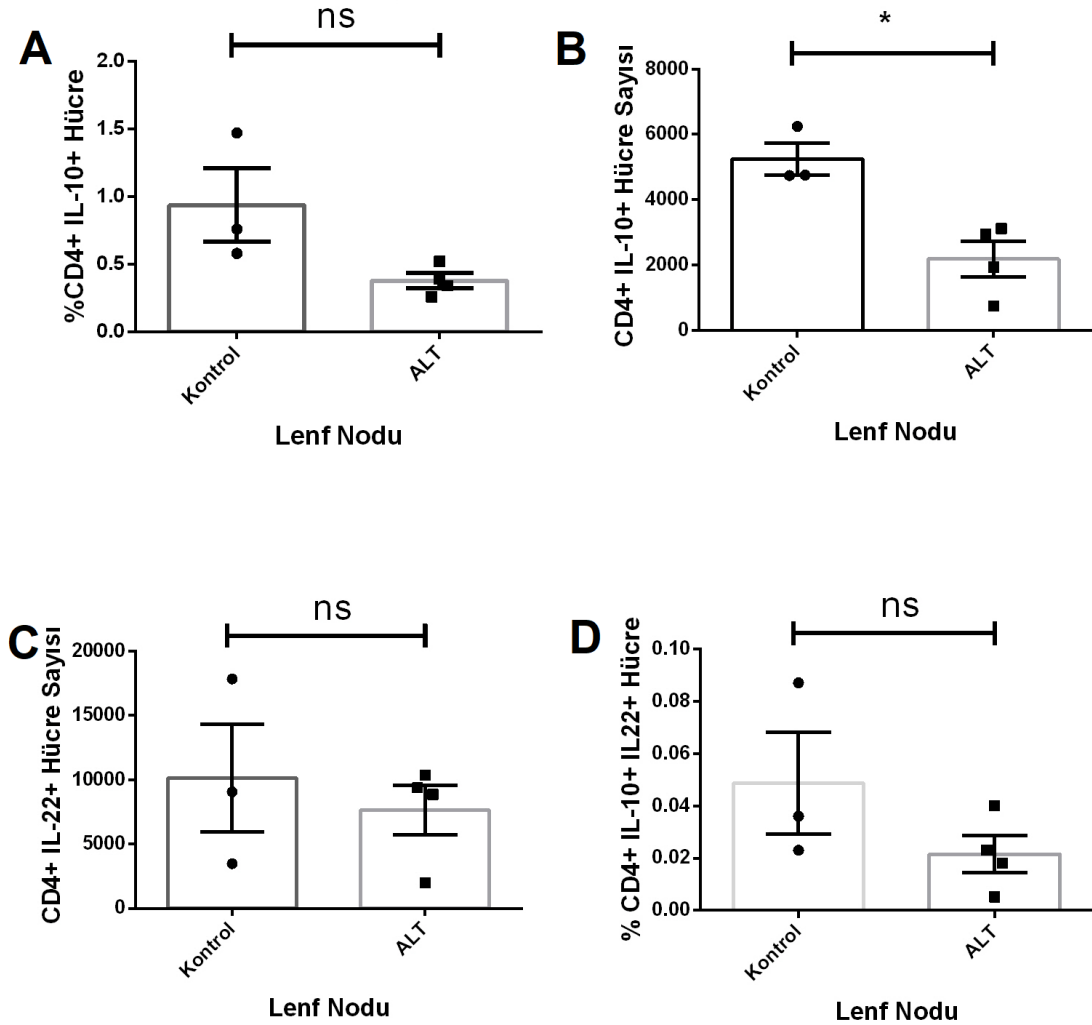 A
ns
%CD4+ IL-10+ Hücre
2.0
1.5
1.0
0.5
0.0
Kontrol
ALT
Lenf Nodu
B
*
CD4+ IL-10+ Hücre Sayısı
8000
6000
4000
2000
0
Kontrol
ALT
Lenf Nodu
C
ns
CD4+ IL-22+ Hücre Sayısı
20000
15000
10000
5000
0
Kontrol
ALT
Lenf Nodu
D
ns
% CD4+ IL-10+ IL22+ Hücre
0.10
0.08
0.06
0.04
0.02
0.00
Kontrol
ALT
Lenf Nodu